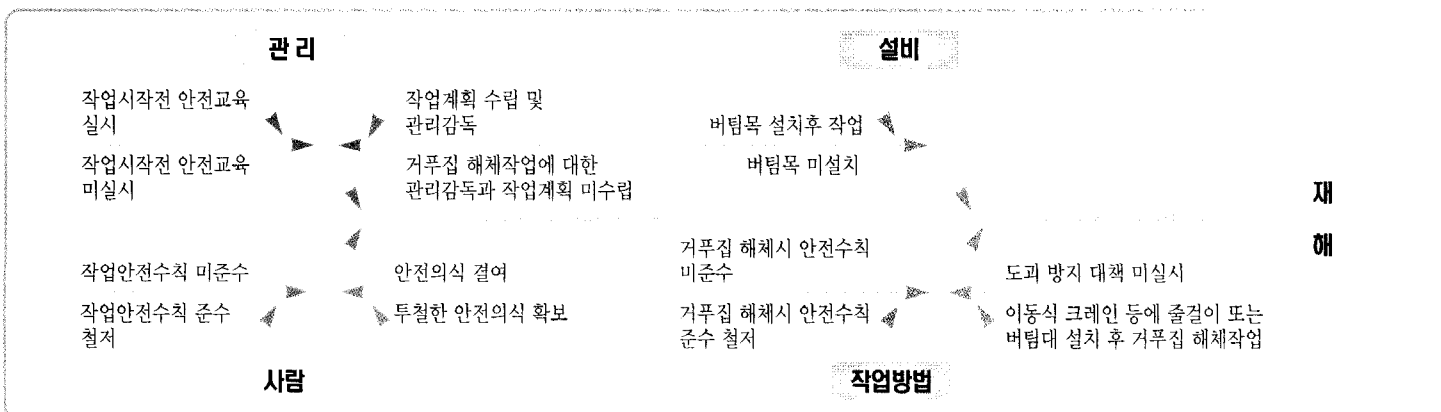 관 리
작업시작전 안전교육
실시
작업계획 수립 및
관리감독
작업시작전 안전교육
미실시
거푸집 해체작업에 대한
관리감독과 작업계획 미수립
작업안전수칙 미준수
안전의식 결여
작업안전수칙 준수
철저
투철한 안전의식 확보
사람
설비
버팀목 설치후 작업
버팀목 미설치
거푸집 해체시 안전수칙
미준수
도괴 방지 대책 미실시
거푸집 해체시 안전수칙
준수 철저
이동식 크레인 등에 줄걸이 또는
버팀대 설치 후 거푸집 해체작업
작업방법
재
해